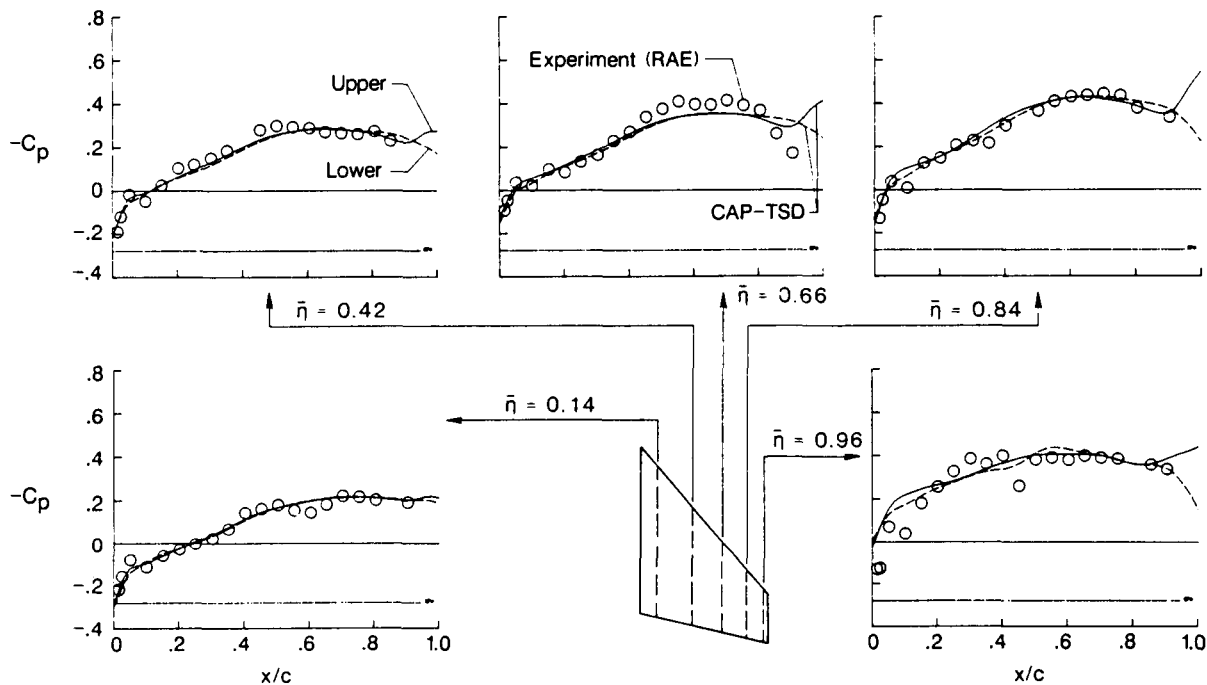 .8
.6
.4
.2
0
-.2
-.4
-Cp
Upper
Lower
Experiment (RAE)
CAP-TSD
η̄ = 0.42
η̄ = 0.66
η̄ = 0.84
.8
.6
.4
.2
0
-.2
-.4
-Cp
η̄ = 0.14
η̄ = 0.96
0 .2 .4 .6 .8 1.0
x/c
0 .2 .4 .6 .8 1.0
x/c